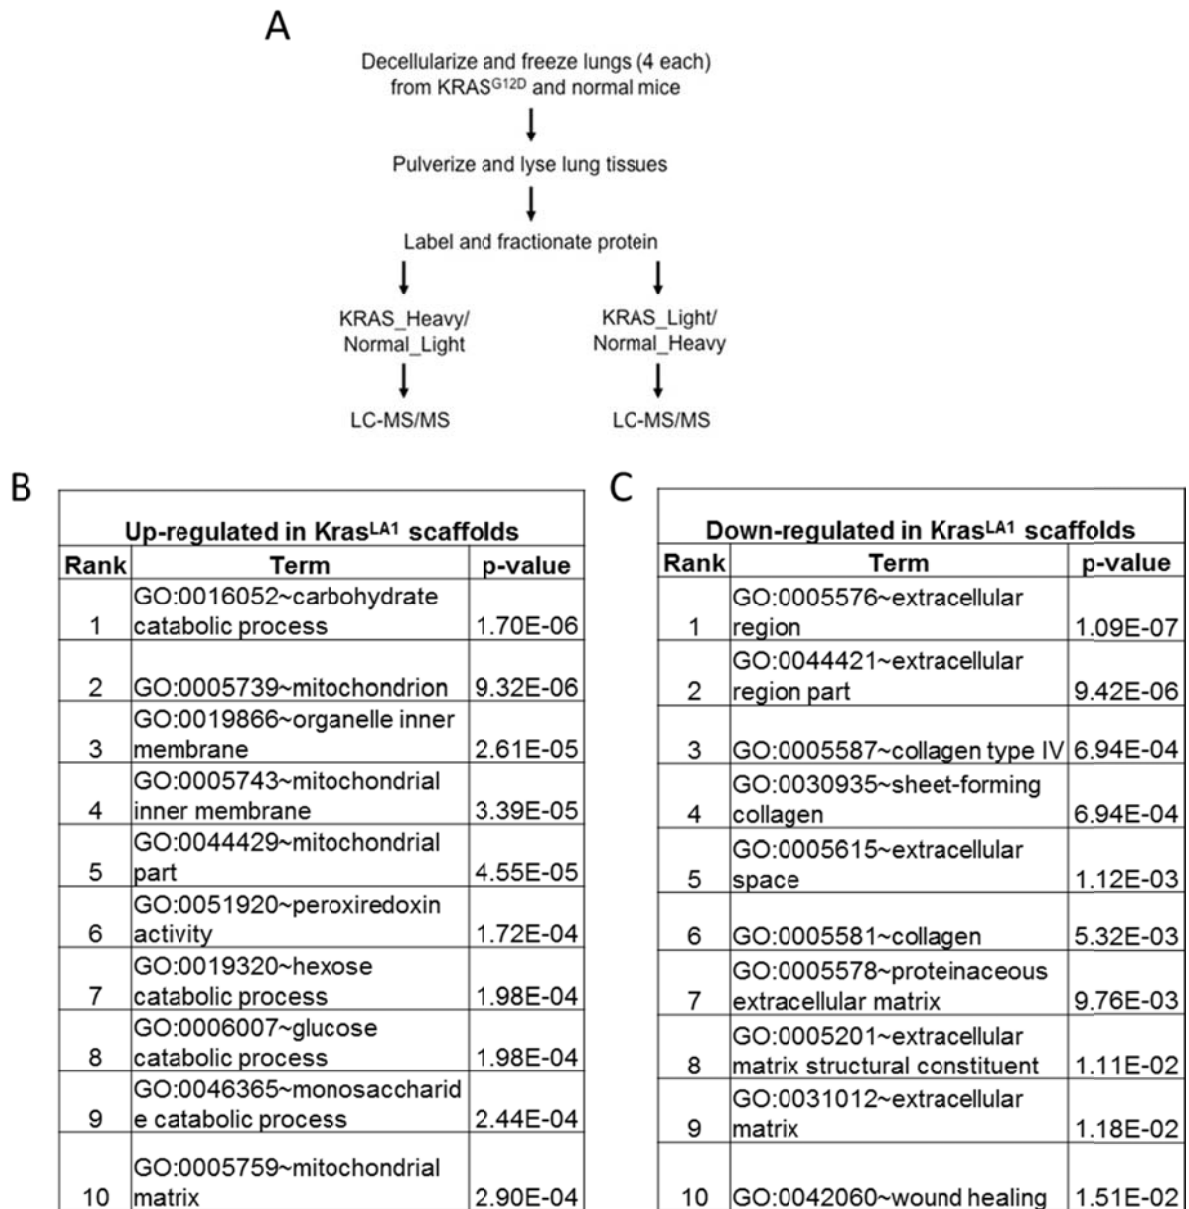 A
Decellularize and freeze lungs (4 each)
from KRASG12D and normal mice
Pulverize and lyse lung tissues
Label and fractionate protein
KRAS_Heavy/
Normal_Light
KRAS_Light/
Normal_Heavy
LC-MS/MS
LC-MS/MS
B
Up-regulated in KrasLA1 scaffolds
Rank Term p-value
GO:0016052~carbohydrate
1 catabolic process 1.70E-06
2 GO:0005739~mitochondrion 9.32E-06
GO:0019866~organelle inner
3 membrane 2.61E-05
GO:0005743~mitochondrial
4 inner membrane 3.39E-05
GO:0044429~mitochondrial
5 part 4.55E-05
GO:0051920~peroxiredoxin
6 activity 1.72E-04
GO:0019320~hexose
7 catabolic process 1.98E-04
GO:0006007~glucose
8 catabolic process 1.98E-04
GO:0046365~monosaccharid
9 e catabolic process 2.44E-04
GO:0005759~mitochondrial
10 matrix 2.90E-04
C
Down-regulated in KrasLA1 scaffolds
Rank Term p-value
GO:0005576~extracellular
1 region 1.09E-07
GO:0044421~extracellular
2 region part 9.42E-06
3 GO:0005587~collagen type IV 6.94E-04
GO:0030935~sheet-forming
4 collagen 6.94E-04
GO:0005615~extracellular
5 space 1.12E-03
6 GO:0005581~collagen 5.32E-03
GO:0005578~proteinaceous
7 extracellular matrix 9.76E-03
GO:0005201~extracellular
8 matrix structural constituent 1.11E-02
GO:0031012~extracellular
9 matrix 1.18E-02
10 GO:0042060~wound healing 1.51E-02